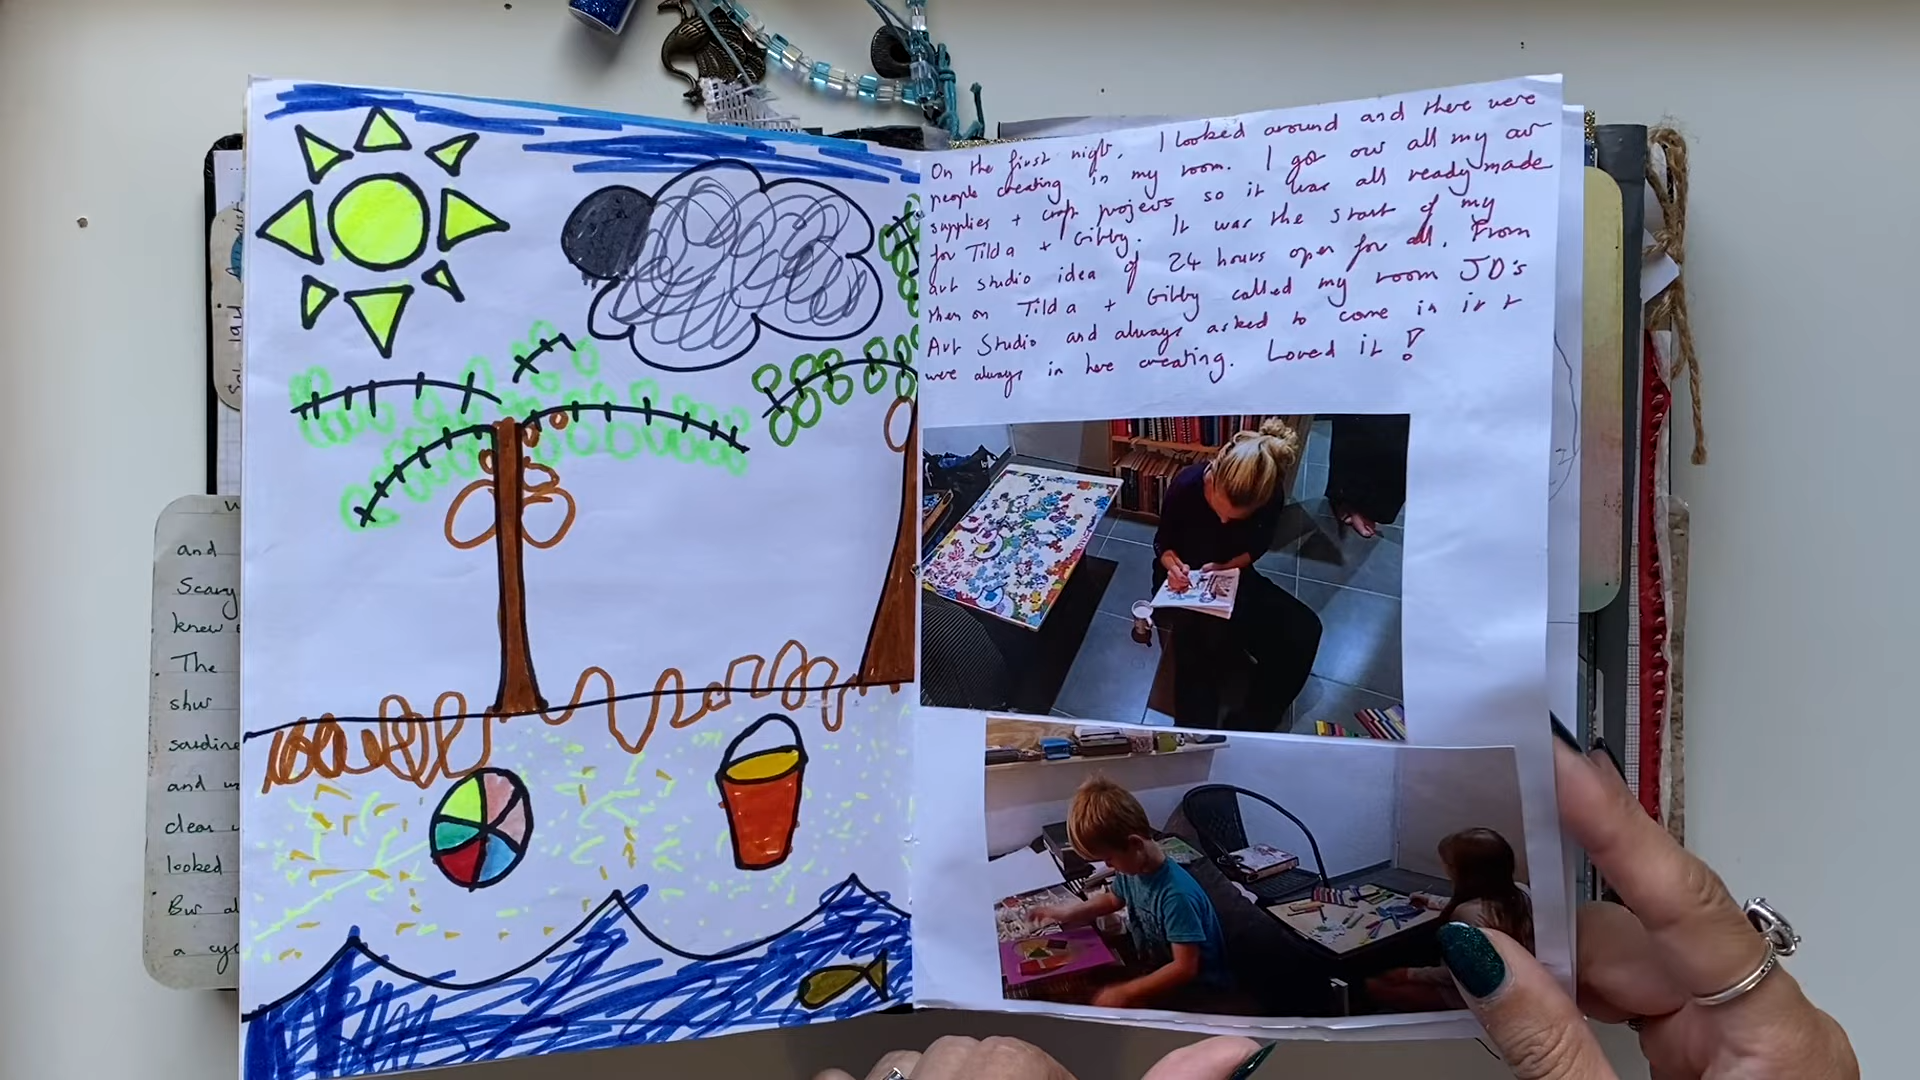 On the first night, I looked around and there were
people creating in my room. I got out all my art
supplies + craft projects so it was all ready made
for Tilda + Gibby. It was the start of my
art studio idea of 24 hours open for all. From
then on Tilda + Gibby called my room JD's
Art Studio and always asked to come in it +
were always in here creating. Loved it!
and
Scary
knew
The
shut
sardine
and
clear
looked
But
a